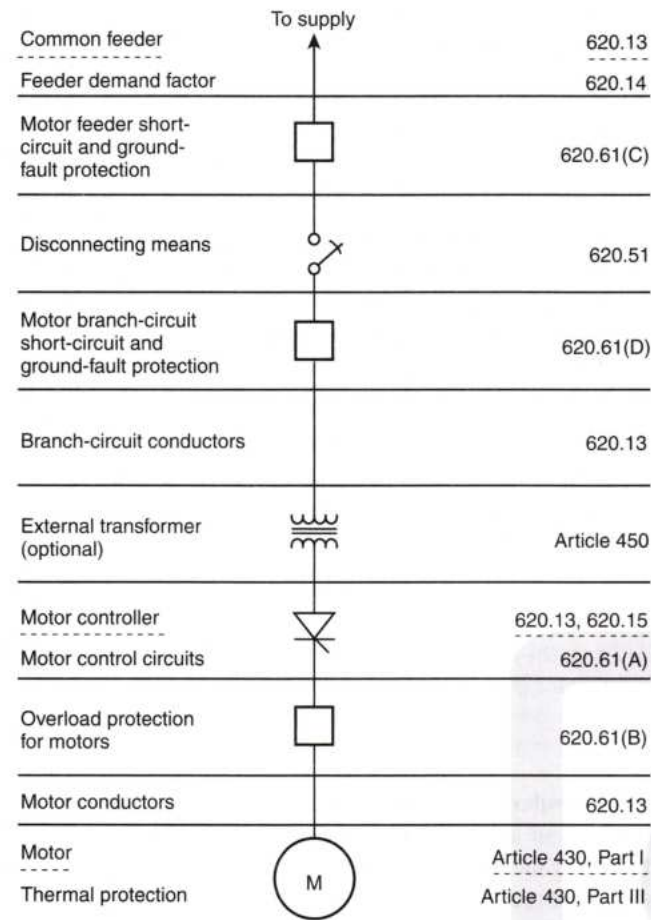 To supply
Common feeder 620.13
Feeder demand factor 620.14
Motor feeder short-
circuit and ground-
fault protection 620.61(C)
Disconnecting means 620.51
Motor branch-circuit
short-circuit and
ground-fault protection 620.61(D)
Branch-circuit conductors 620.13
External transformer
(optional) Article 450
Motor controller 620.13, 620.15
Motor control circuits 620.61(A)
Overload protection
for motors 620.61(B)
Motor conductors 620.13
Motor Article 430, Part I
M
Thermal protection Article 430, Part III